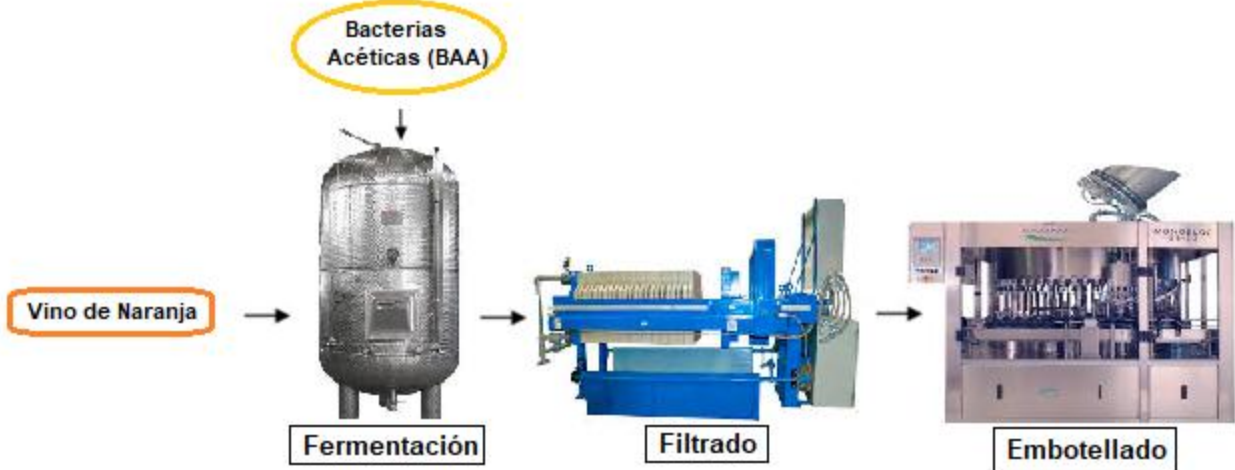 Bacterias
Acéticas (BAA)
Vino de Naranja
Fermentación
Filtrado
Embotellado